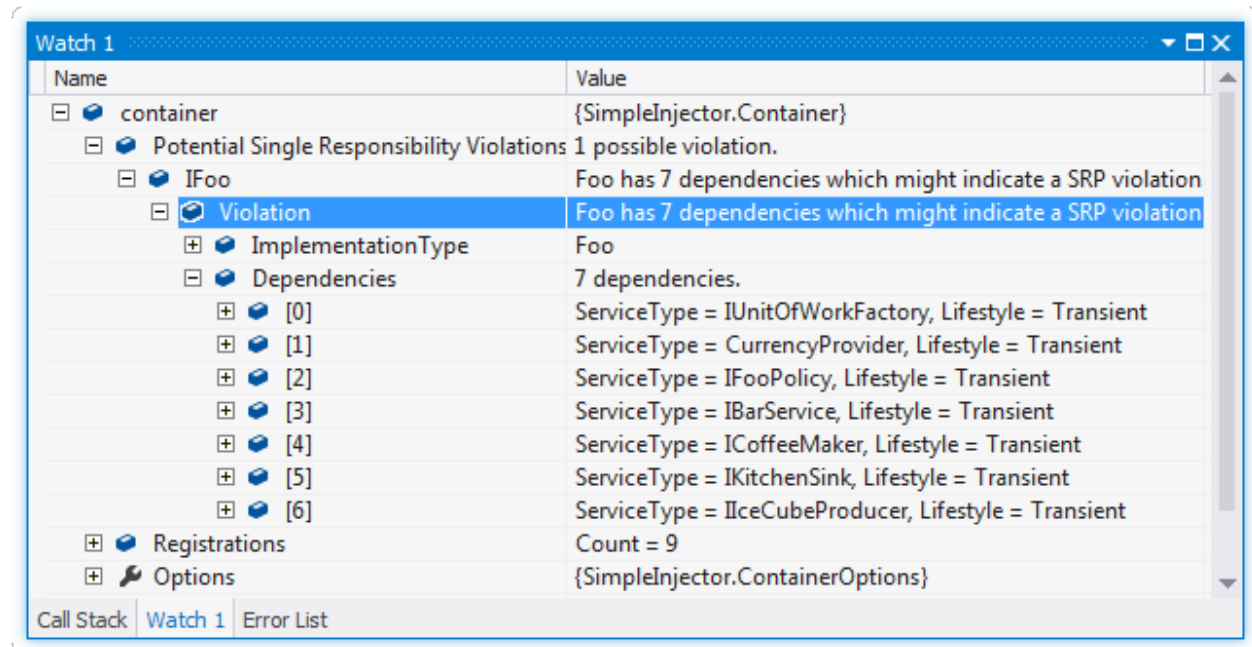 Watch 1
Name Value
container {SimpleInjector.Container}
Potential Single Responsibility Violations 1 possible violation.
IFoo Foo has 7 dependencies which might indicate a SRP violation
Violation Foo has 7 dependencies which might indicate a SRP violation
ImplementationType Foo
Dependencies 7 dependencies.
[0] ServiceType = IUnitOfWorkFactory, Lifestyle = Transient
[1] ServiceType = CurrencyProvider, Lifestyle = Transient
[2] ServiceType = IFooPolicy, Lifestyle = Transient
[3] ServiceType = IBarService, Lifestyle = Transient
[4] ServiceType = ICoffeeMaker, Lifestyle = Transient
[5] ServiceType = IKitchenSink, Lifestyle = Transient
[6] ServiceType = IIceCubeProducer, Lifestyle = Transient
Registrations Count = 9
Options {SimpleInjector.ContainerOptions}
Call Stack Watch 1 Error List